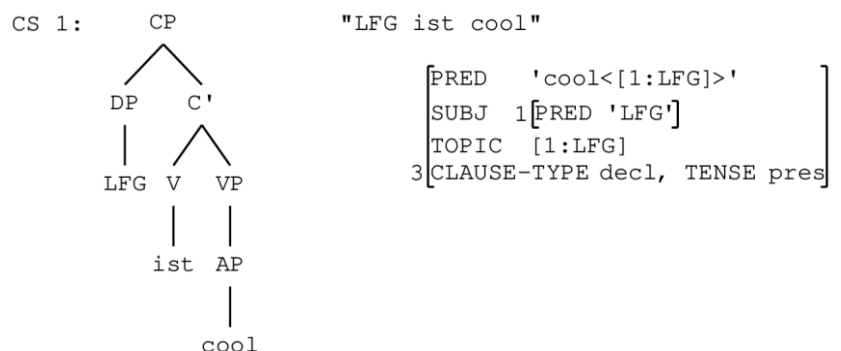 CS 1: CP "LFG ist cool"
PRED 'cool<[1:LFG]>'
DP C' SUBJ 1[PRED 'LFG']
TOPIC [1:LFG]
LFG V VP 3 CLAUSE-TYPE decl, TENSE pres
ist AP
cool